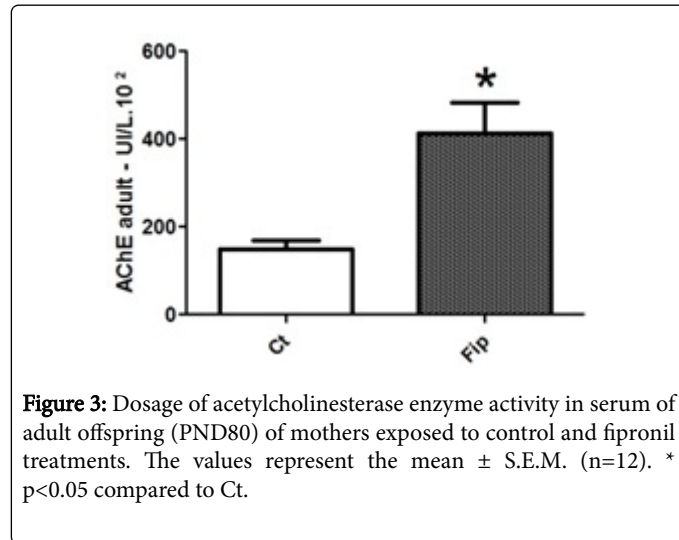 600
*
400
200
0
AChE adult - UI/L.10²
Ct
Fip
Figure 3: Dosage of acetylcholinesterase enzyme activity in serum of
adult offspring (PND80) of mothers exposed to control and fipronil
treatments. The values represent the mean ± S.E.M. (n=12). *
p<0.05 compared to Ct.